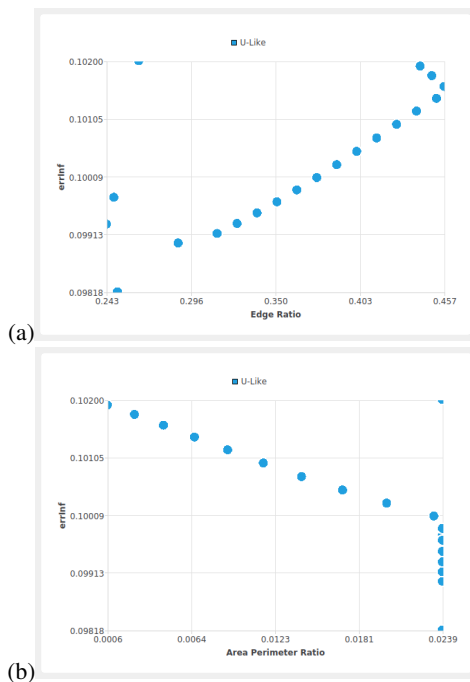 U-Like
0.10200
0.10105
0.10009
0.09913
0.09818
errInf
0.243 0.296 0.350 0.403 0.457
Edge Ratio
(a)
U-Like
0.10200
0.10105
0.10009
0.09913
0.09818
errInf
0.0006 0.0064 0.0123 0.0181 0.0239
Area Perimeter Ratio
(b)